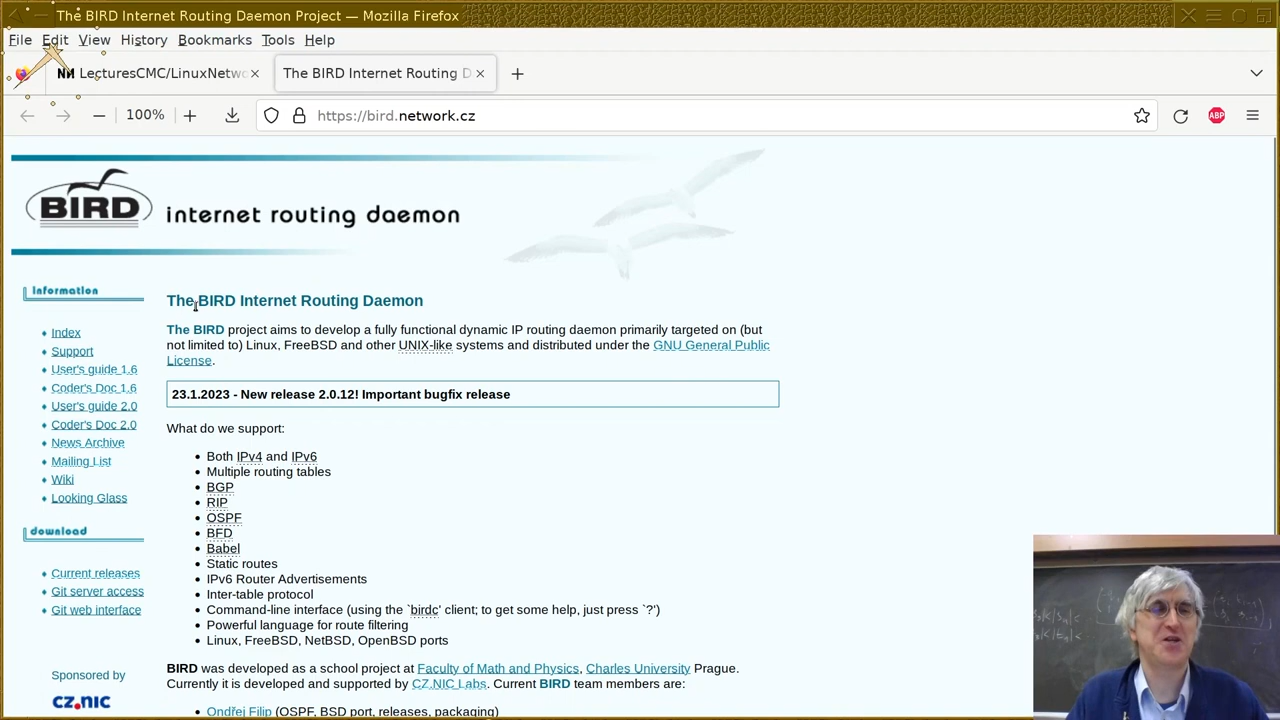 The BIRD Internet Routing Daemon Project — Mozilla Firefox
File Edit View History Bookmarks Tools Help
LecturesCMC/LinuxNetwo
The BIRD Internet Routing D
100%
https://bird.network.cz
ABP
BIRD
internet routing daemon
information
Index
Support
User's guide 1.6
Coder's Doc 1.6
User's guide 2.0
Coder's Doc 2.0
News Archive
Mailing List
Wiki
Looking Glass
download
Current releases
Git server access
Git web interface
Sponsored by
CZ.NIC
The BIRD Internet Routing Daemon
The BIRD project aims to develop a fully functional dynamic IP routing daemon primarily targeted on (but
not limited to) Linux, FreeBSD and other UNIX-like systems and distributed under the GNU General Public
License.
23.1.2023 - New release 2.0.12! Important bugfix release
What do we support:
Both IPv4 and IPv6
Multiple routing tables
BGP
RIP
OSPF
BFD
Babel
Static routes
IPv6 Router Advertisements
Inter-table protocol
Command-line interface (using the `birdc' client; to get some help, just press `?')
Powerful language for route filtering
Linux, FreeBSD, NetBSD, OpenBSD ports
BIRD was developed as a school project at Faculty of Math and Physics, Charles University Prague.
Currently it is developed and supported by CZ.NIC Labs. Current BIRD team members are:
Ondřej Filip (OSPF, BSD port, releases, packaging)